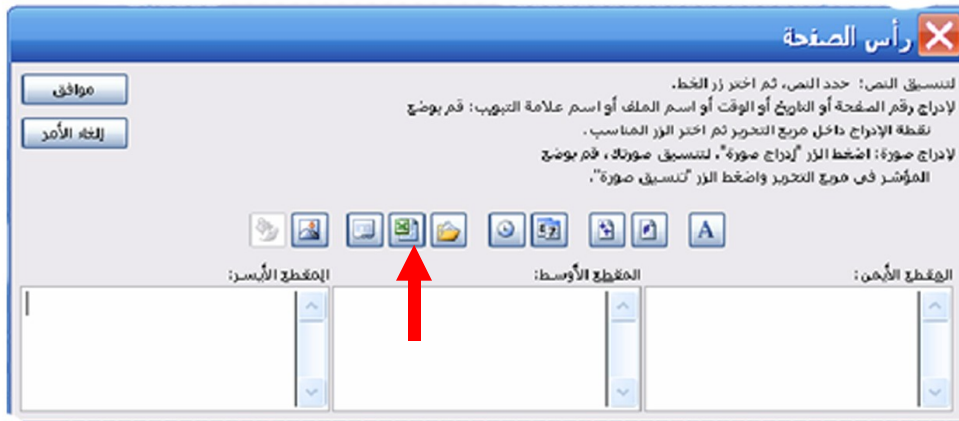 رأس الصفحة
موافق
إلغاء الأمر
لتنسيق النص: حدد النص، ثم اختر زر الخط.
لإدراج رقم الصفحة أو التاريخ أو الوقت أو اسم الملف أو اسم علامة التبويب: قم بوضع
نقطة الإدراج داخل مربع التحرير ثم اختر الزر المناسب.
لإدراج صورة: اضغط الزر "إدراج صورة". لتنسيق صورتك، قم بوضع
المؤشر في مربع التحرير واضغط الزر "تنسيق صورة".
A
المقطع الأيمن:
المقطع الأوسط:
المقطع الأيسر: